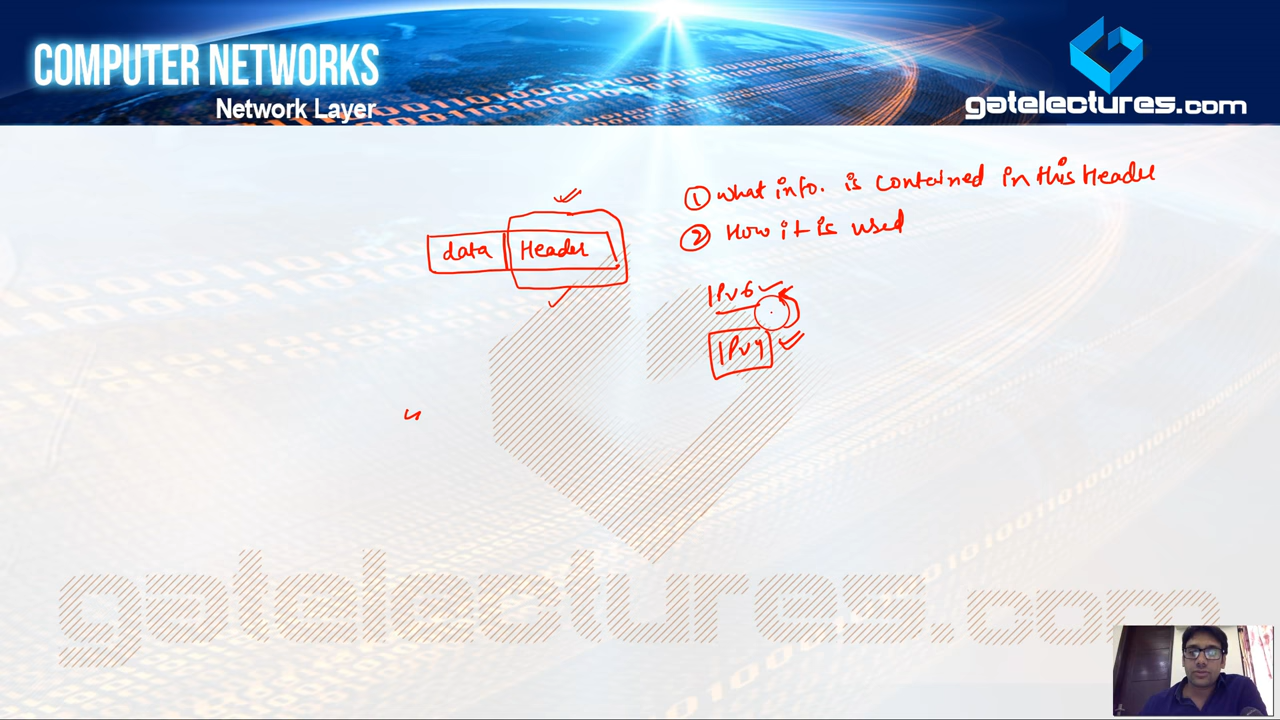 COMPUTER NETWORKS
Network Layer
gatelectures.com
① what info. is contained in this Header
② How it is used
data Header
IPv6
IPv4
gatelectures.com